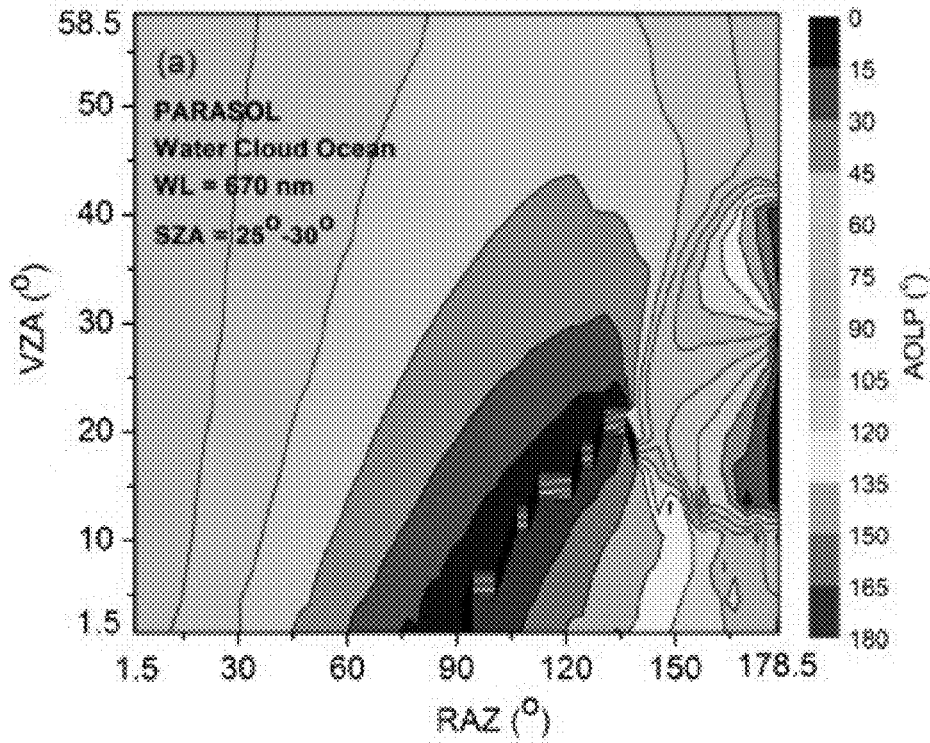 58.5
50
40
30
20
10
1.5
VZA (°)
(a)
PARASOL
Water Cloud Ocean
WL = 670 nm
SZA = 25°-30°
1.5 30 60 90 120 150 178.5
RAZ (°)
0
15
30
45
60
75
90
105
120
135
150
165
180
AOLP (°)